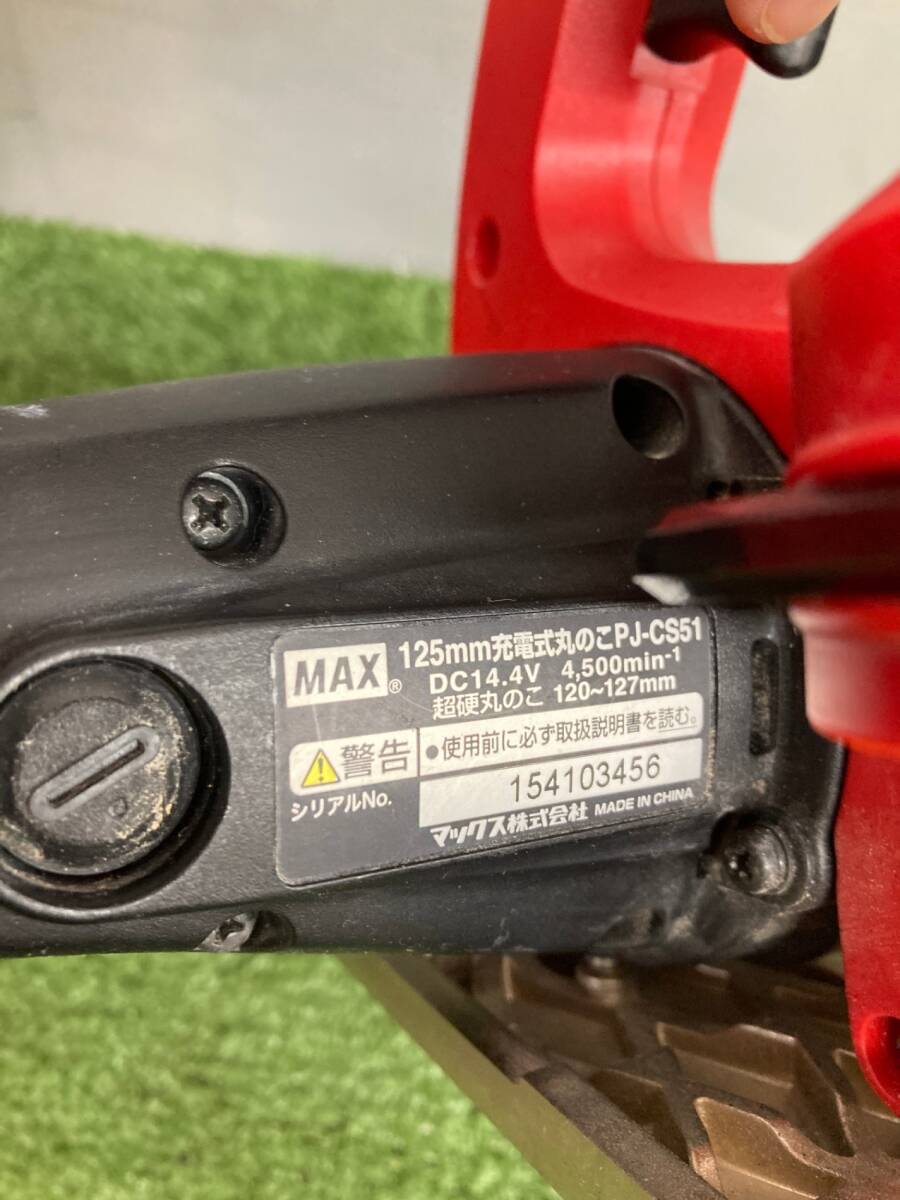 MAX® 125mm充電式丸のこPJ-CS51
DC14.4V 4,500min⁻¹
超硬丸のこ 120~127mm
警告 •使用前に必ず取扱説明書を読む。
シリアルNo. 154103456
マックス株式会社 MADE IN CHINA